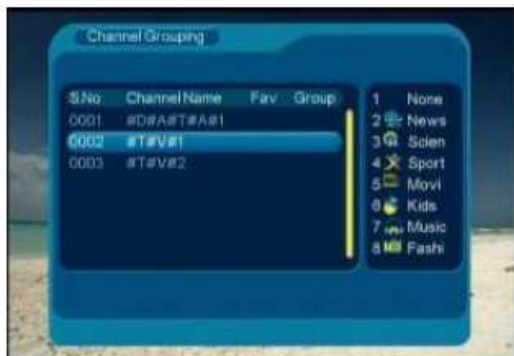 Channel Grouping
S.No Channel Name Fav Group
0001 #D#A#T#A#1
0002 #T#V#1
0003 #T#V#2
1 None
2 News
3 Scien
4 Sport
5 Movi
6 Kids
7 Music
8 Fashi